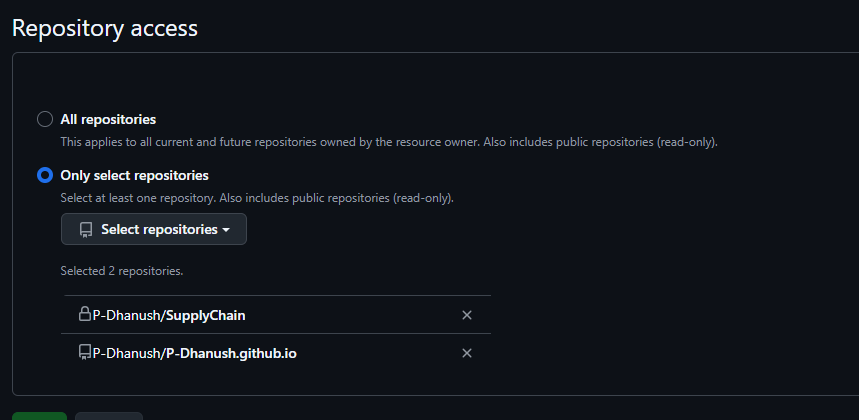 Repository access
All repositories
This applies to all current and future repositories owned by the resource owner. Also includes public repositories (read-only).
Only select repositories
Select at least one repository. Also includes public repositories (read-only).
Select repositories
Selected 2 repositories.
P-Dhanush/SupplyChain
P-Dhanush/P-Dhanush.github.io